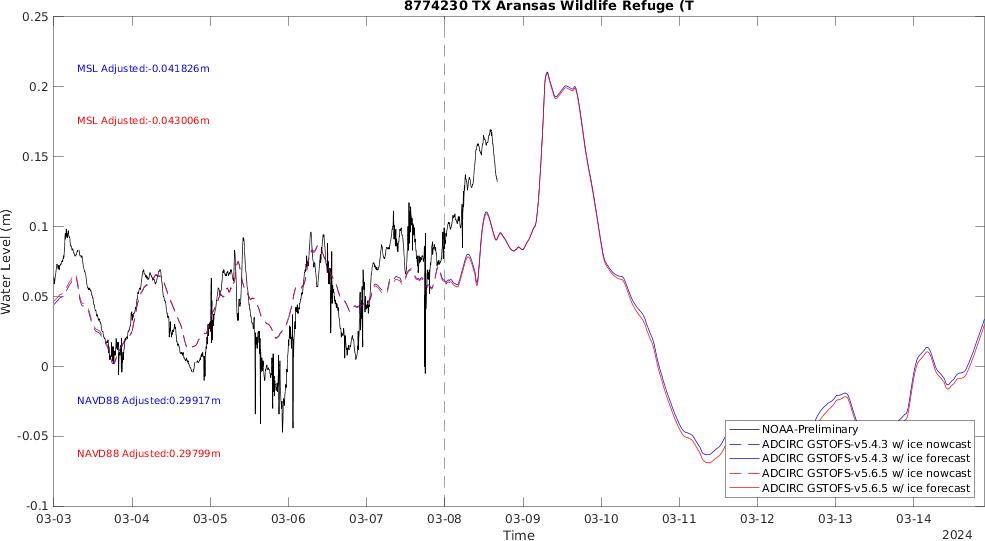 8774230 TX Aransas Wildlife Refuge (T
0.25
0.2
0.15
0.1
0.05
0
-0.05
-0.1
Water Level (m)
MSL Adjusted:-0.041826m
MSL Adjusted:-0.043006m
NAVD88 Adjusted:0.29917m
NAVD88 Adjusted:0.29799m
NOAA-Preliminary
ADCIRC GSTOFS-v5.4.3 w/ ice nowcast
ADCIRC GSTOFS-v5.4.3 w/ ice forecast
ADCIRC GSTOFS-v5.6.5 w/ ice nowcast
ADCIRC GSTOFS-v5.6.5 w/ ice forecast
03-03 03-04 03-05 03-06 03-07 03-08 03-09 03-10 03-11 03-12 03-13 03-14
Time
2024